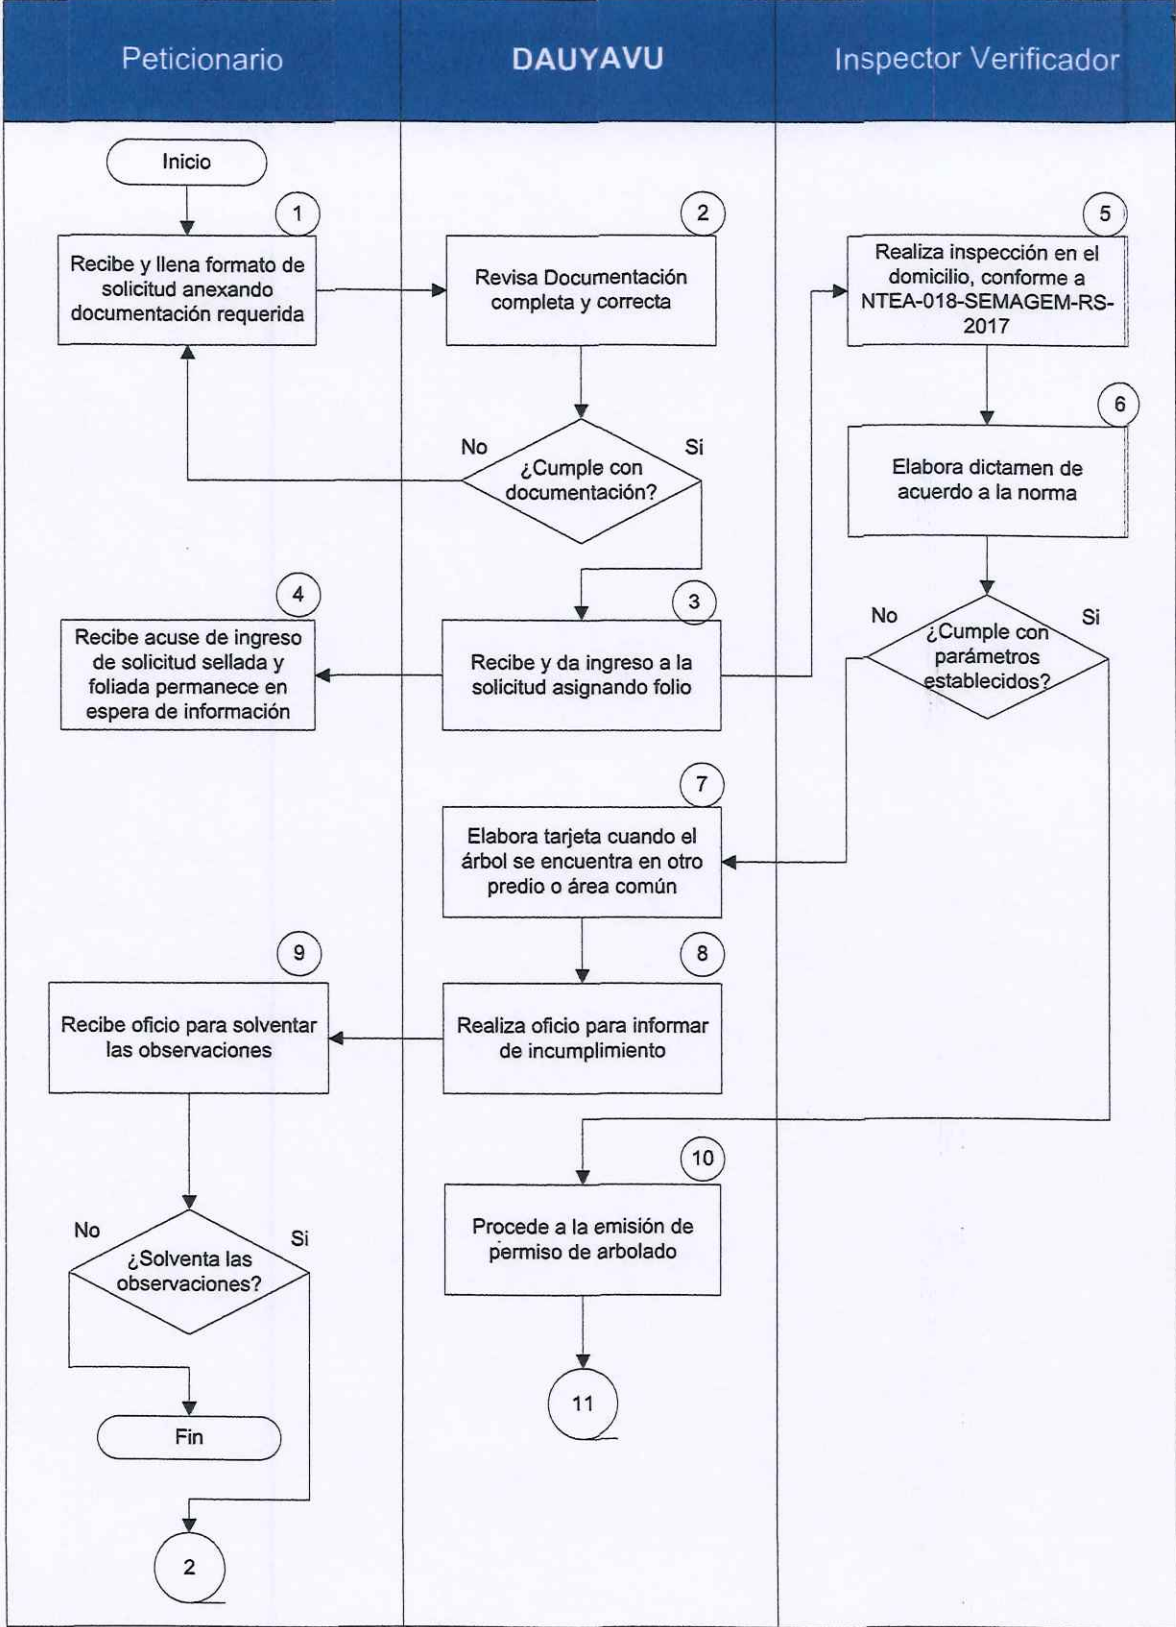 Peticionario
DAUYAVU
Inspector Verificador
Inicio
1
Recibe y llena formato de
solicitud anexando
documentación requerida
2
Revisa Documentación
completa y correcta
5
Realiza inspección en el
domicilio, conforme a
NTEA-018-SEMAGEM-RS-
2017
No
Si
¿Cumple con
documentación?
6
Elabora dictamen de
acuerdo a la norma
4
Recibe acuse de ingreso
de solicitud sellada y
foliada permanece en
espera de información
3
Recibe y da ingreso a la
solicitud asignando folio
No
Si
¿Cumple con
parámetros
establecidos?
7
Elabora tarjeta cuando el
árbol se encuentra en otro
predio o área común
9
Recibe oficio para solventar
las observaciones
8
Realiza oficio para informar
de incumplimiento
10
Procede a la emisión de
permiso de arbolado
No
Si
¿Solventa las
observaciones?
11
Fin
2